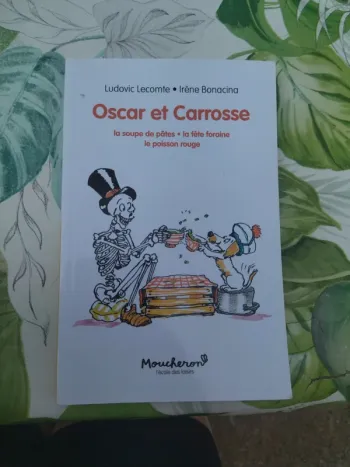 Ludovic Lecomte • Irène Bonacina
Oscar et Carrosse
la soupe de pâtes • la fête foraine
le poisson rouge
Moucheron
l'école des loisirs